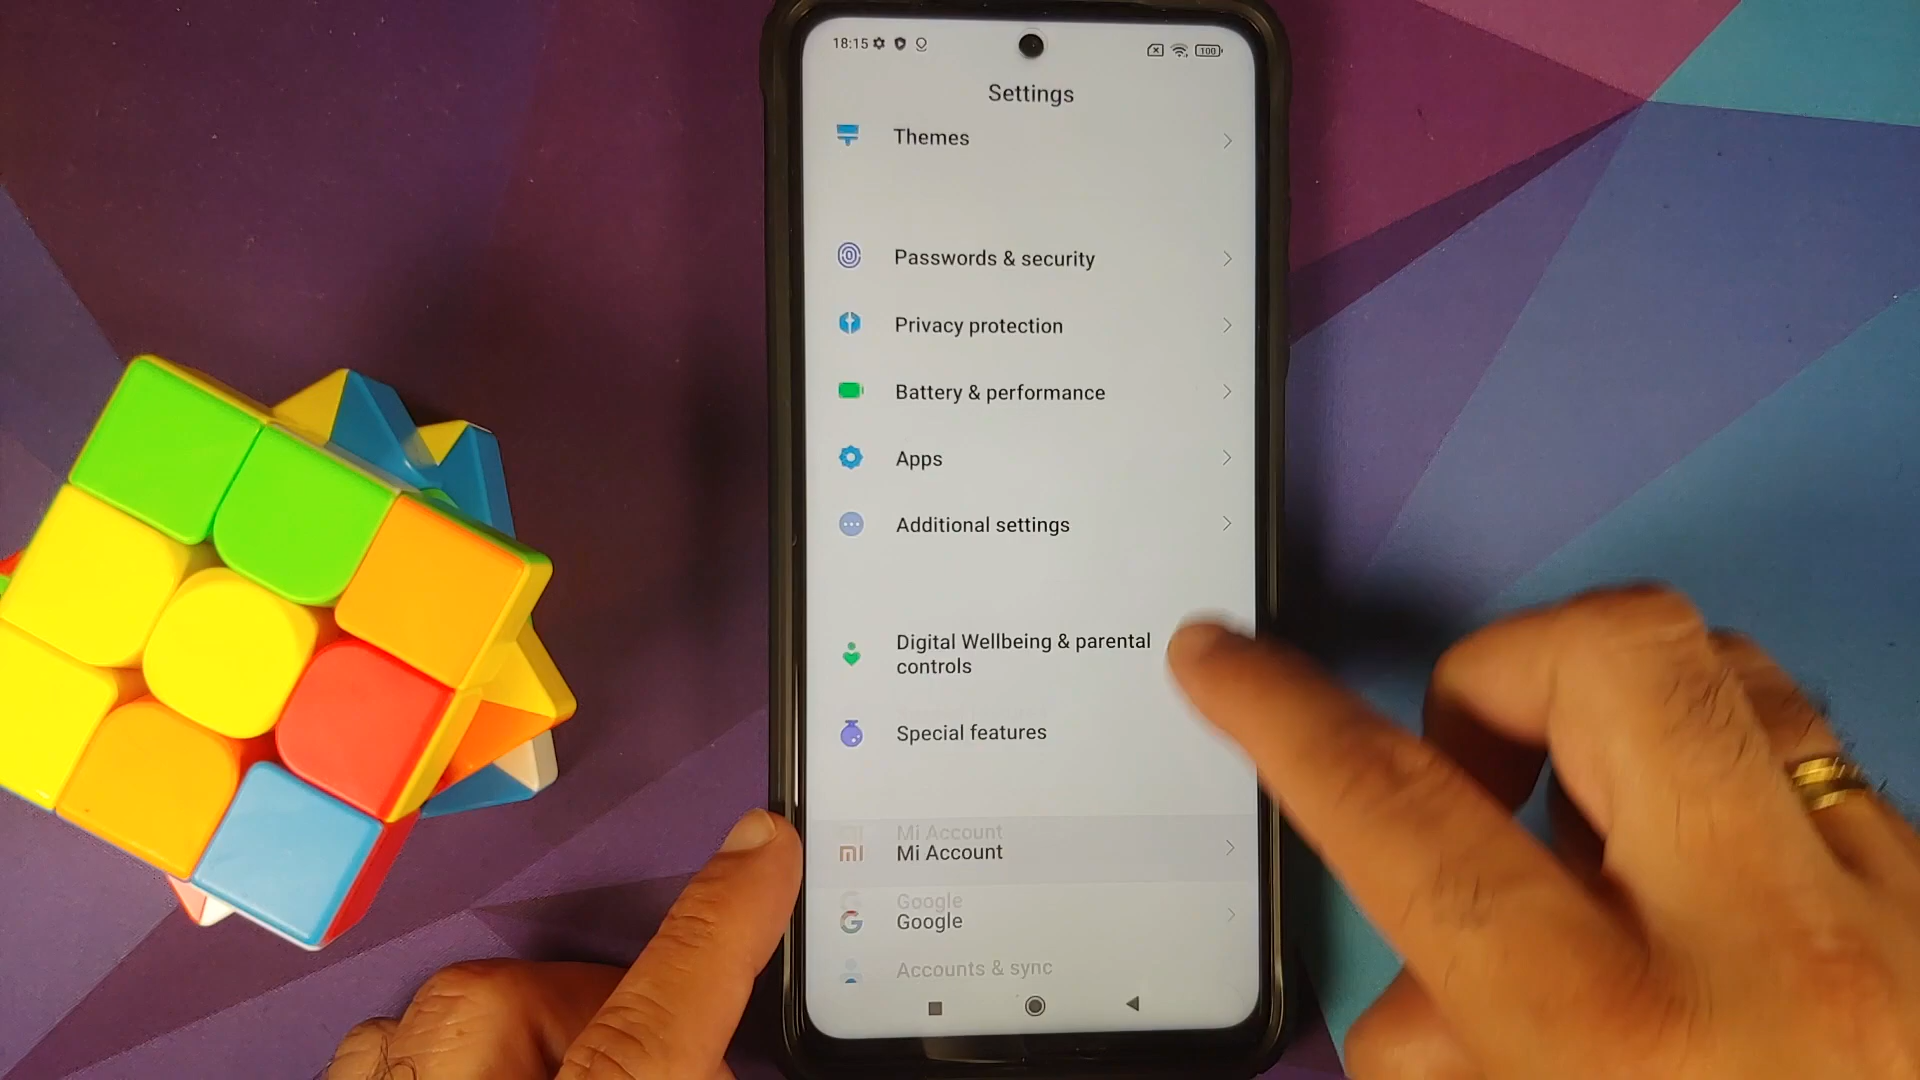 18:15
100
Settings
Themes
Passwords & security
Privacy protection
Battery & performance
Apps
Additional settings
Digital Wellbeing & parental
controls
Special features
Mi Account
Mi Account
Google
Google
Accounts & sync